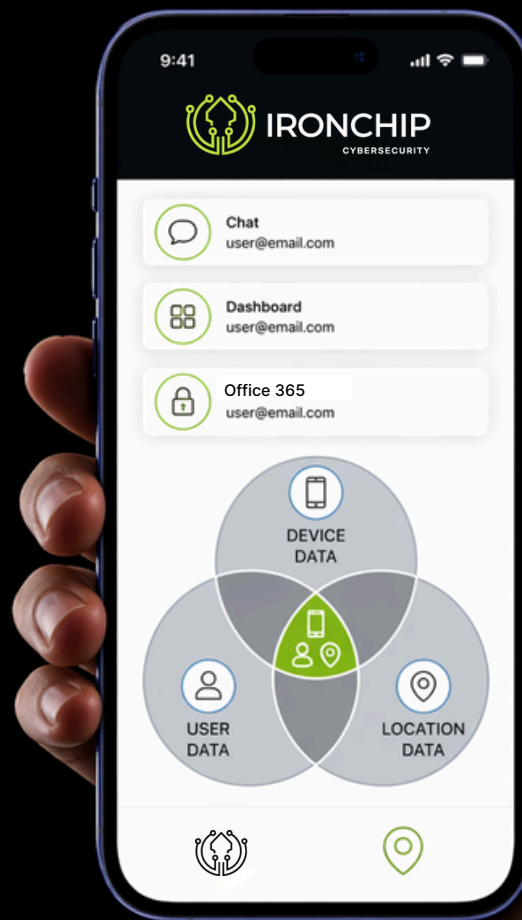 9:41
IRONCHIP
CYBERSECURITY
Chat
user@email.com
Dashboard
user@email.com
Office 365
user@email.com
DEVICE
DATA
USER
DATA
LOCATION
DATA